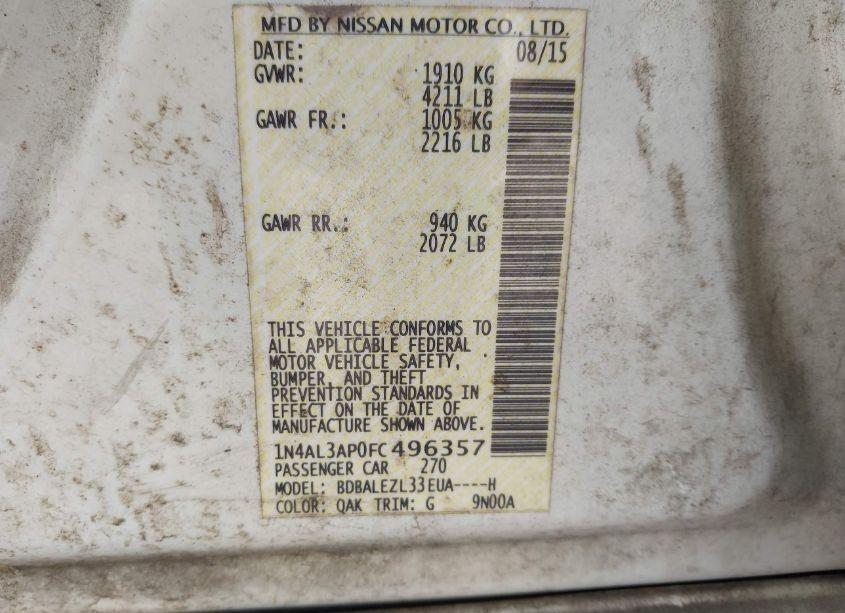 MFD BY NISSAN MOTOR CO., LTD.
DATE: 08/15
GVWR: 1910 KG
4211 LB
GAWR FR.: 1005 KG
2216 LB
GAWR RR.: 940 KG
2072 LB
THIS VEHICLE CONFORMS TO
ALL APPLICABLE FEDERAL
MOTOR VEHICLE SAFETY,
BUMPER, AND THEFT
PREVENTION STANDARDS IN
EFFECT ON THE DATE OF
MANUFACTURE SHOWN ABOVE.
1N4AL3AP0FC496357
PASSENGER CAR 270
MODEL: BDBALEZL33EUA----H
COLOR: QAK TRIM: G 9N00A